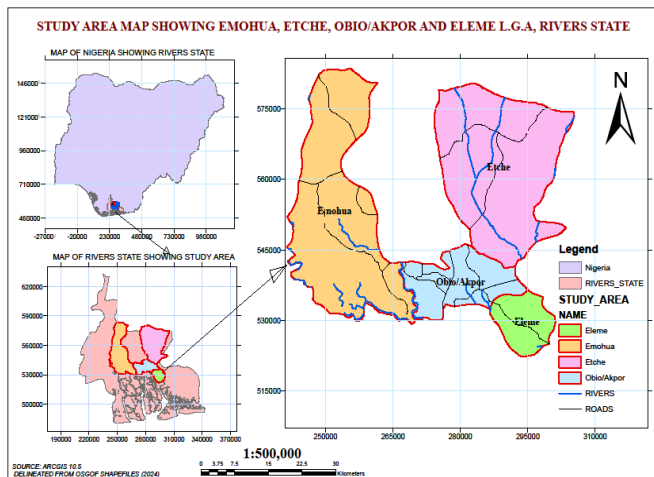 STUDY AREA MAP SHOWING EMOHUA, ETCHE, OBIO/AKPOR AND ELEME L.G.A, RIVERS STATE
MAP OF NIGERIA SHOWING RIVERS STATE
1460000
1210000
960000
710000
460000
-27000 -20000 230000 480000 730000 980000
MAP OF RIVERS STATE SHOWING STUDY AREA
620000
590000
560000
530000
500000
190000 220000 250000 280000 310000 340000 370000
575000
560000
545000
530000
515000
250000 265000 280000 295000 310000
Emohua
Etche
Obio/Akpor
Eleme
N
Legend
Nigeria
RIVERS_STATE
STUDY_AREA
NAME
Eleme
Emohua
Etche
Obio/Akpor
RIVERS
ROADS
1:500,000
0 3.75 7.5 15 22.5 30
Kilometers
SOURCE: ARCGIS 10.5
DELINEATED FROM OSGOF SHAPEFILES (2024)